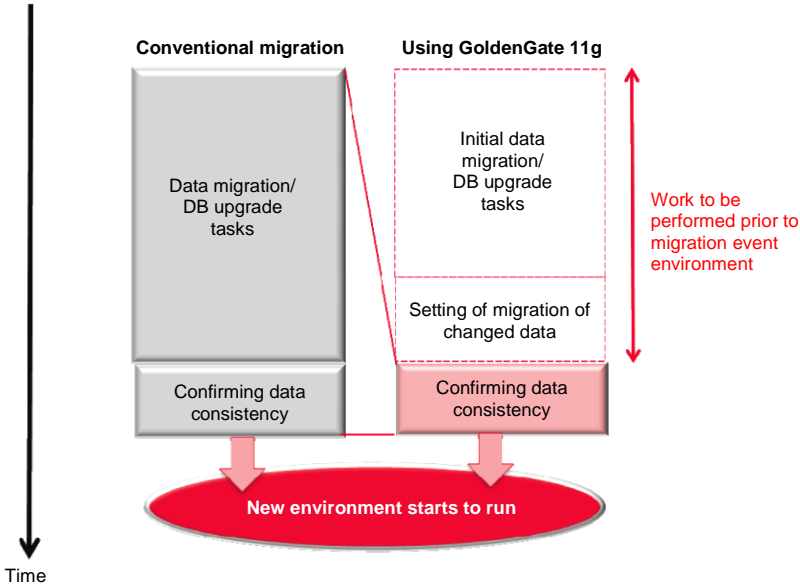 Conventional migration
Using GoldenGate 11g
Data migration/
DB upgrade
tasks
Initial data
migration/
DB upgrade
tasks
Work to be
performed prior to
migration event
environment
Setting of migration of
changed data
Confirming data
consistency
Confirming data
consistency
New environment starts to run
Time